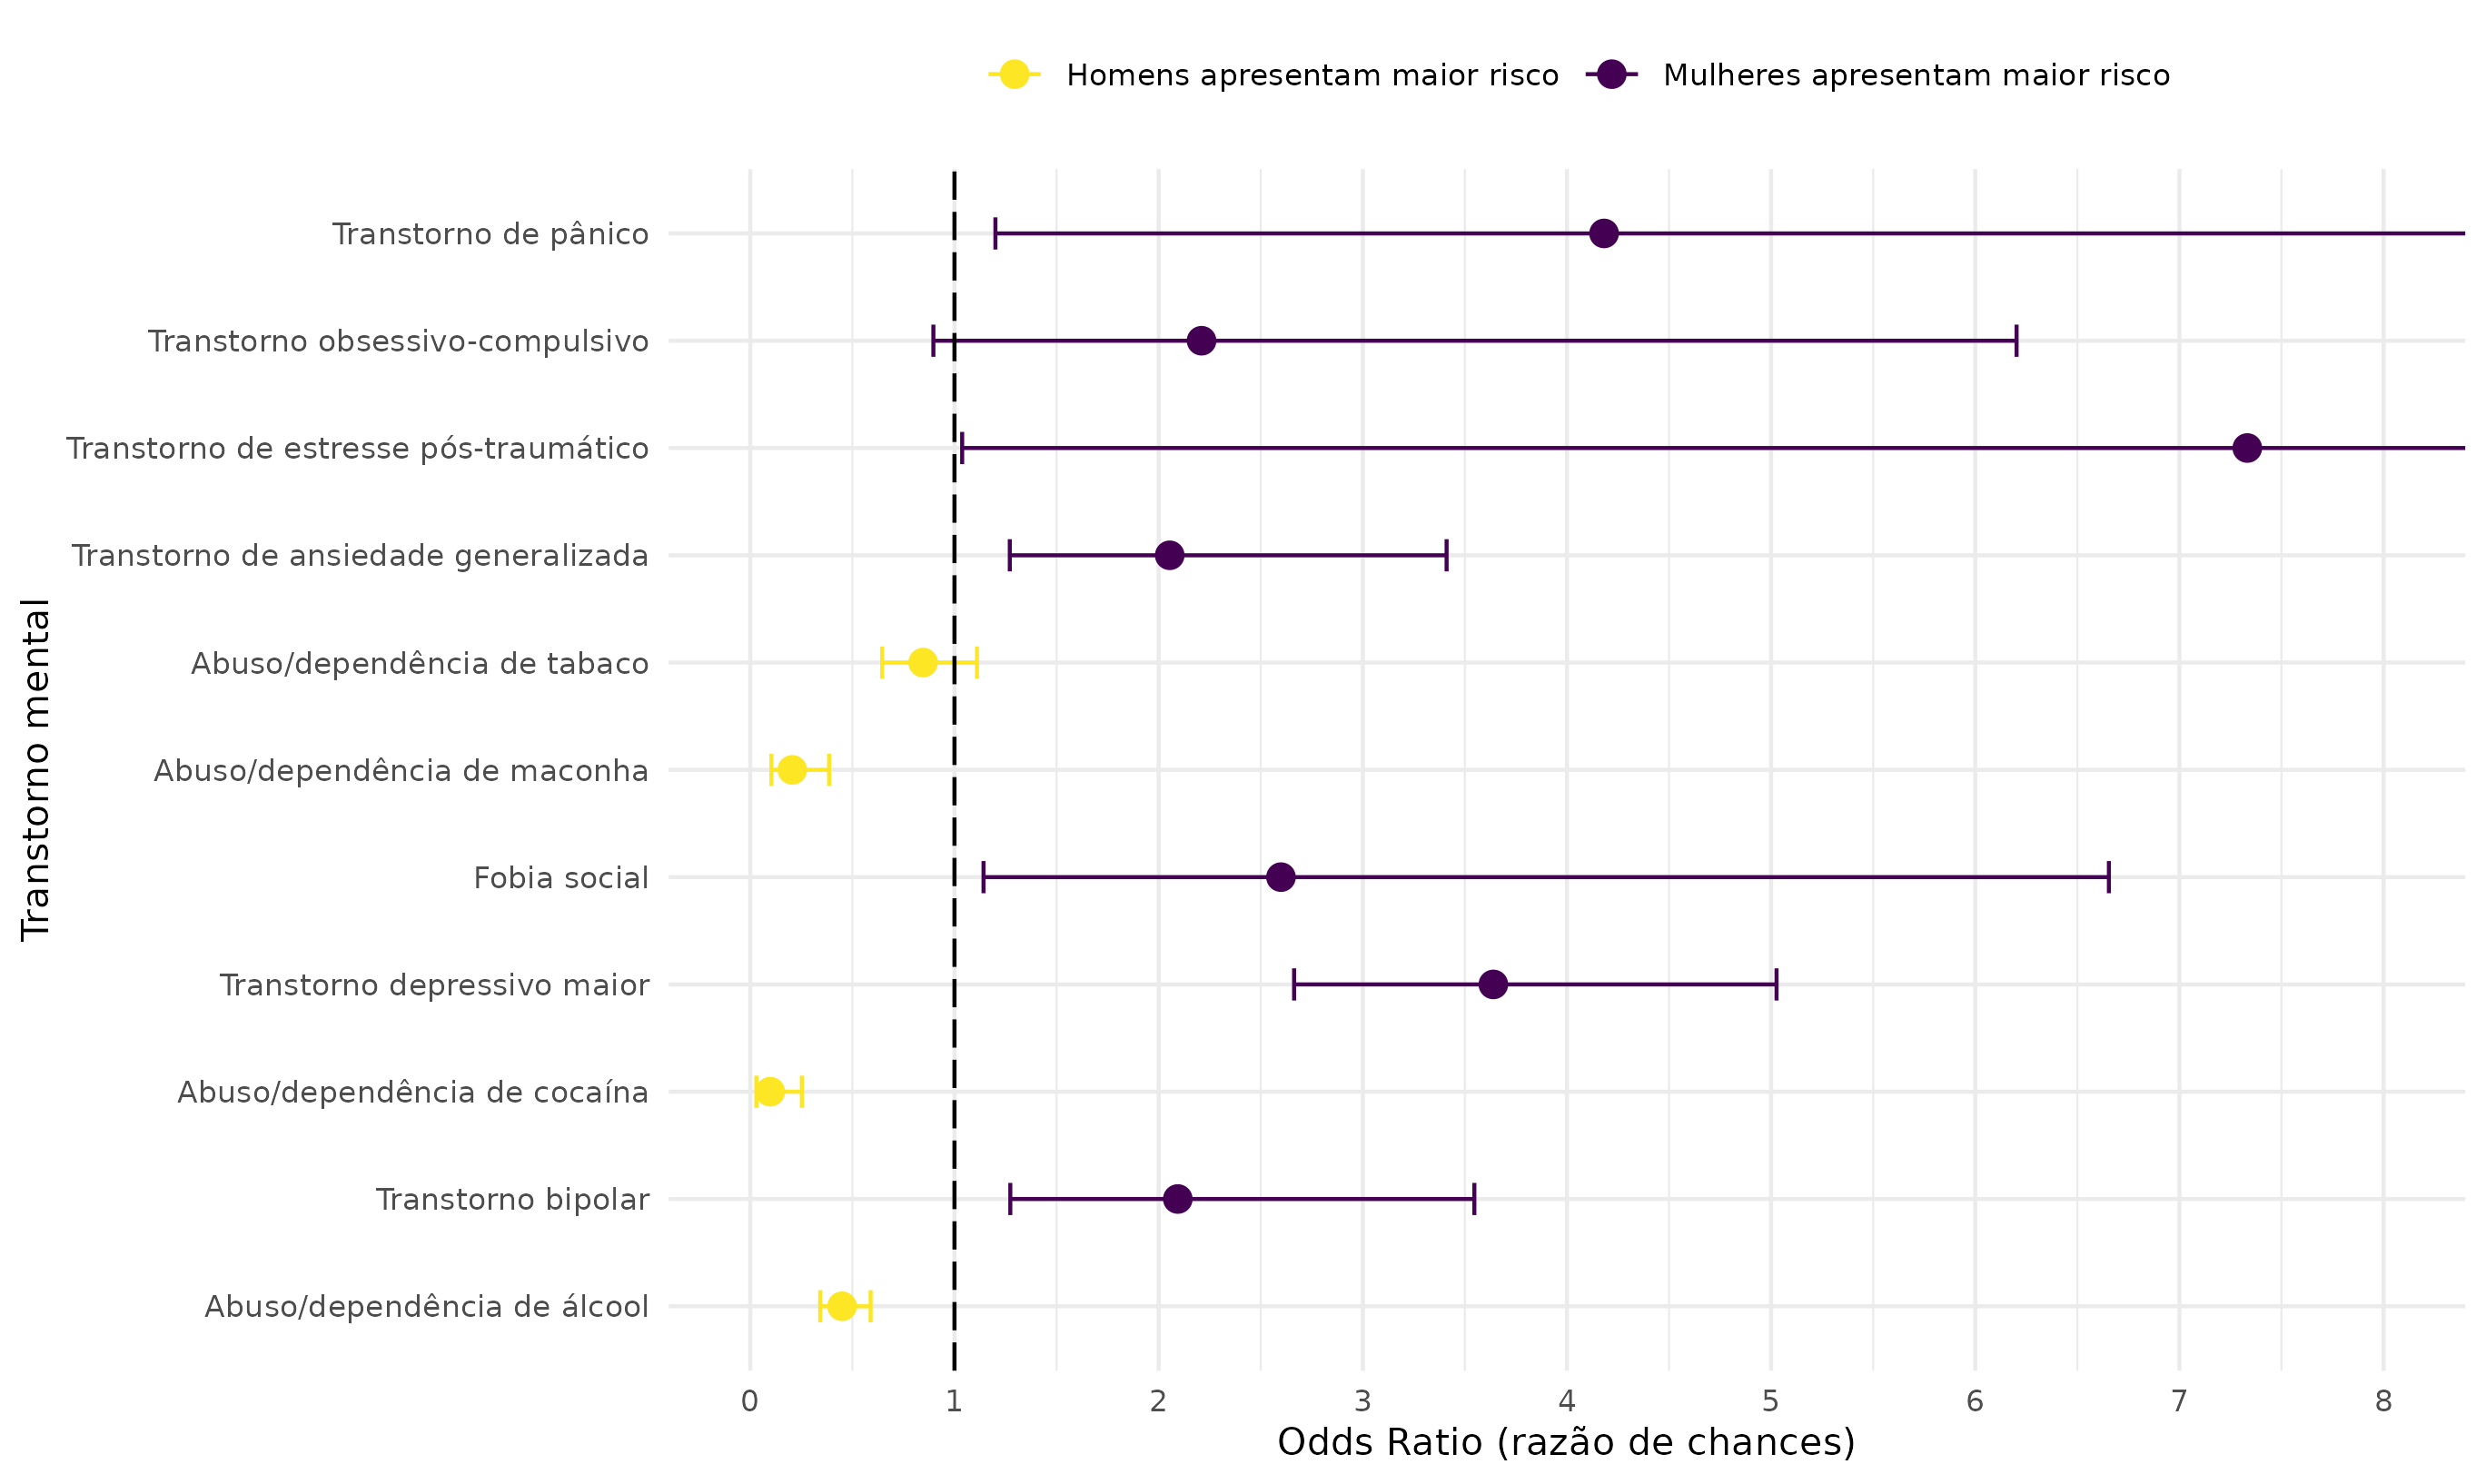 Homens apresentam maior risco
Mulheres apresentam maior risco
Transtorno mental
Transtorno de pânico
Transtorno obsessivo-compulsivo
Transtorno de estresse pós-traumático
Transtorno de ansiedade generalizada
Abuso/dependência de tabaco
Abuso/dependência de maconha
Fobia social
Transtorno depressivo maior
Abuso/dependência de cocaína
Transtorno bipolar
Abuso/dependência de álcool
0 1 2 3 4 5 6 7 8
Odds Ratio (razão de chances)